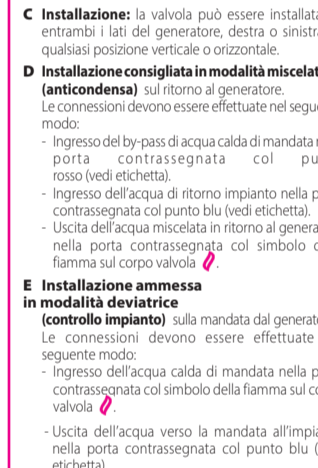 C Installazione: la valvola può essere installat
entrambi i lati del generatore, destra o sinistr
qualsiasi posizione verticale o orizzontale.
D Installazione consigliata in modalità miscelat
(anticondensa) sul ritorno al generatore.
Le connessioni devono essere effettuate nel segu
modo:
- Ingresso del by-pass di acqua calda di mandata
porta contrassegnata col pu
rosso (vedi etichetta).
- Ingresso dell'acqua di ritorno impianto nella p
contrassegnata col punto blu (vedi etichetta).
- Uscita dell'acqua miscelata in ritorno al genera
nella porta contrassegnata col simbolo
fiamma sul corpo valvola .
E Installazione ammessa
in modalità deviatrice
(controllo impianto) sulla mandata dal generat
Le connessioni devono essere effettuate
seguente modo:
- Ingresso dell'acqua calda di mandata nella p
contrassegnata col simbolo della fiamma sul co
valvola .
- Uscita dell'acqua verso la mandata all'impia
nella porta contrassegnata col punto blu (
etichetta)